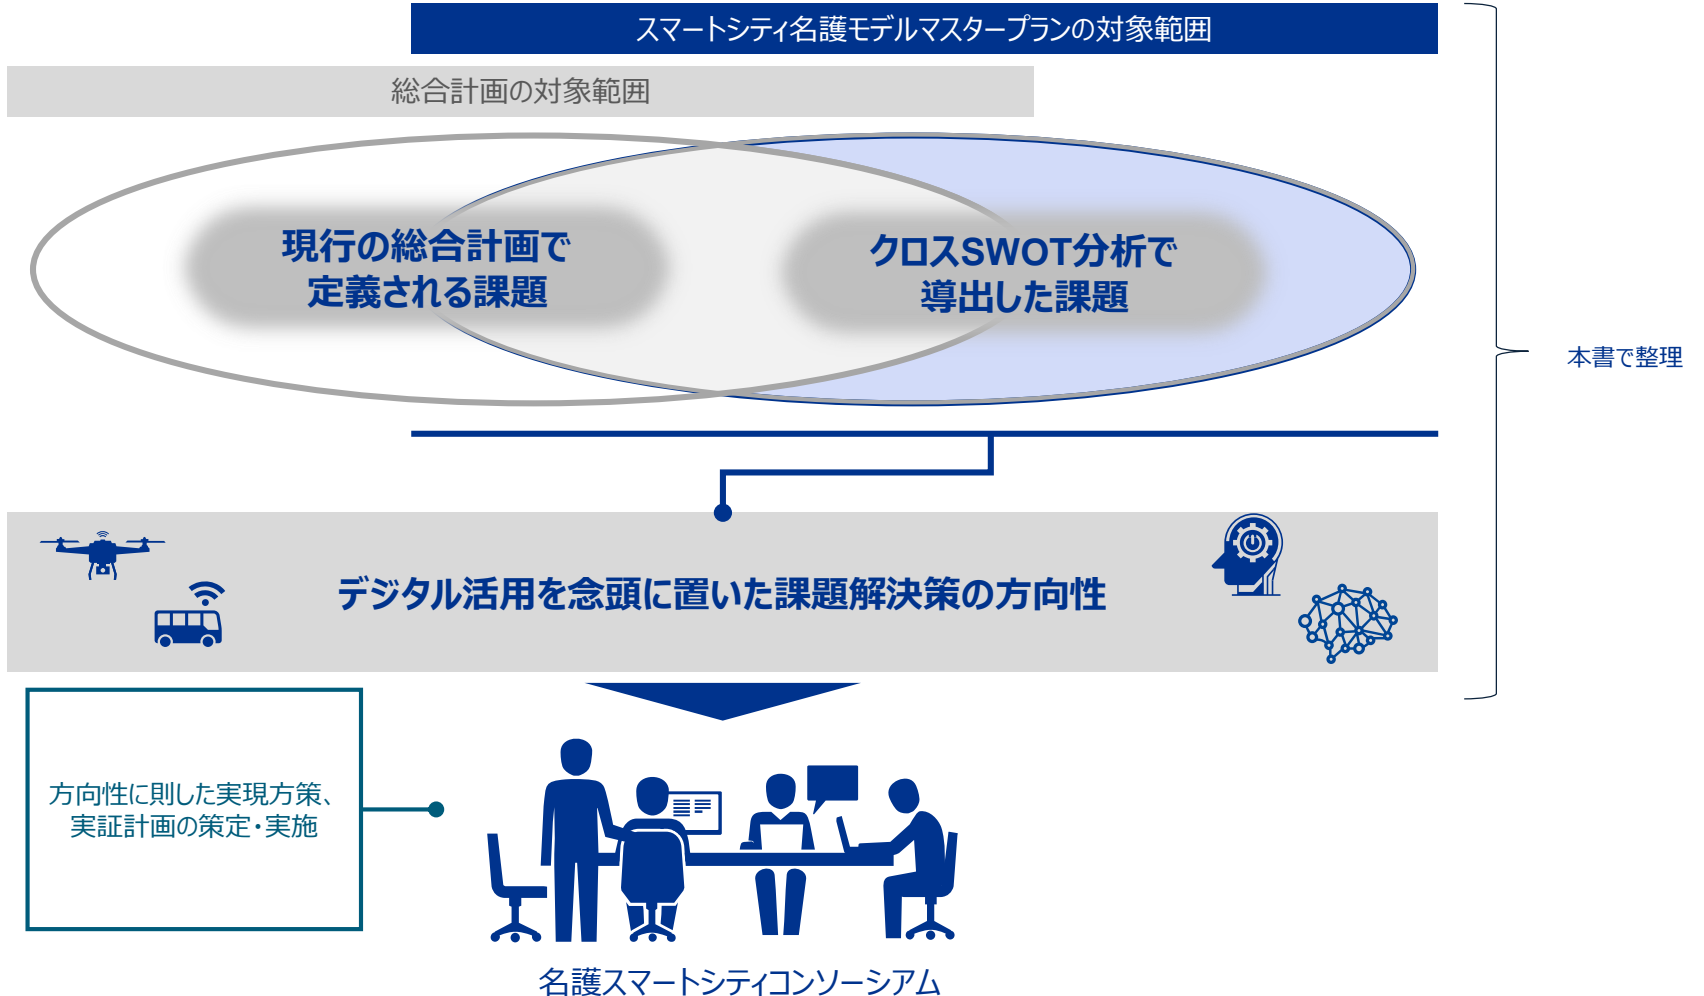 スマートシティ名護モデルマスタープランの対象範囲
総合計画の対象範囲
現行の総合計画で
定義される課題
クロスSWOT分析で
導出した課題
本書で整理
デジタル活用を念頭に置いた課題解決策の方向性
方向性に則した実現方策、
実証計画の策定・実施
名護スマートシティコンソーシアム